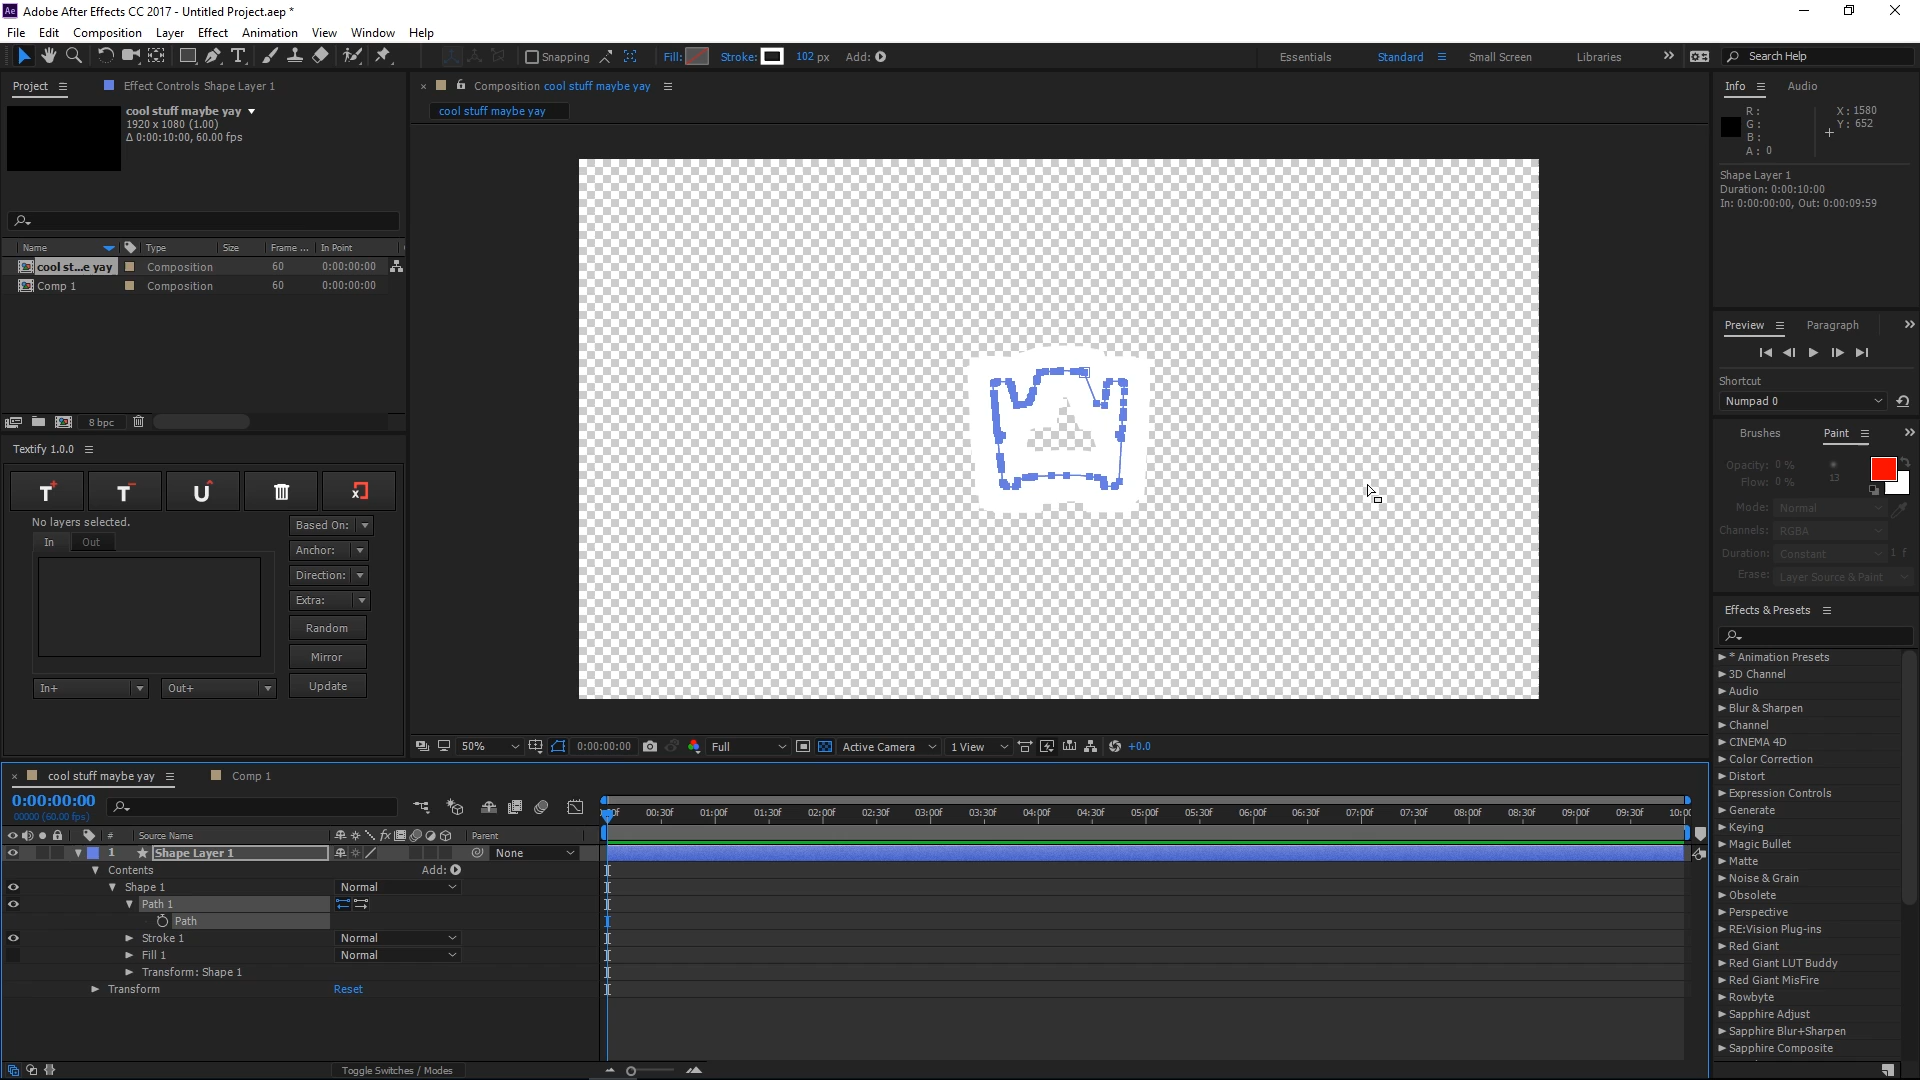 Adobe After Effects CC 2017 - Untitled Project.aep *
File Edit Composition Layer Effect Animation View Window Help
Snapping Fill: Stroke: 102 px Add: Essentials Standard Small Screen Libraries Search Help
Project Effect Controls Shape Layer 1
cool stuff maybe yay
1920 x 1080 (1.00)
Δ 0:00:10:00, 60.00 fps
Name Type Size Frame ... In Point
cool st...e yay Composition 60 0:00:00:00
Comp 1 Composition 60 0:00:00:00
8 bpc
Textify 1.0.0
No layers selected.
In Out
Based On:
Anchor:
Direction:
Extra:
Random
Mirror
Update
In+ Out+
Composition cool stuff maybe yay
cool stuff maybe yay
50% 0:00:00:00 Full Active Camera 1 View +0.0
Info Audio
R: X: 1580
G: Y: 652
B:
A: 0
Shape Layer 1
Duration: 0:00:10:00
In: 0:00:00:00, Out: 0:00:09:59
Preview Paragraph
Shortcut
Numpad 0
Brushes Paint
Opacity: 0 %
Flow: 0 % 13
Mode: Normal
Channels: RGBA
Duration: Constant 1 f
Erase: Layer Source & Paint
Effects & Presets
* Animation Presets
3D Channel
Audio
Blur & Sharpen
Channel
CINEMA 4D
Color Correction
Distort
Expression Controls
Generate
Keying
Magic Bullet
Matte
Noise & Grain
Obsolete
Perspective
RE:Vision Plug-ins
Red Giant
Red Giant LUT Buddy
Red Giant MisFire
Rowbyte
Sapphire Adjust
Sapphire Blur+Sharpen
Sapphire Composite
cool stuff maybe yay Comp 1
0:00:00:00
00000 (60.00 fps)
00:30f 01:00f 01:30f 02:00f 02:30f 03:00f 03:30f 04:00f 04:30f 05:00f 05:30f 06:00f 06:30f 07:00f 07:30f 08:00f 08:30f 09:00f 09:30f
# Source Name Parent
1 Shape Layer 1 None
Contents Add:
Shape 1 Normal
Path 1
Path
Stroke 1 Normal
Fill 1 Normal
Transform: Shape 1
Transform Reset
Toggle Switches / Modes